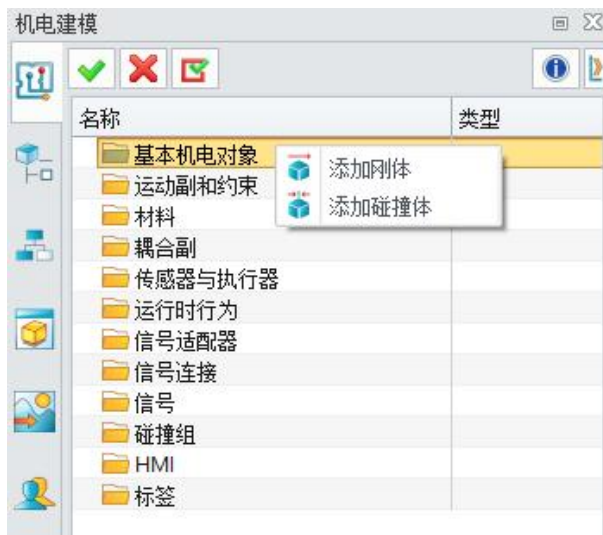 机电建模
名称 类型
基本机电对象
添加刚体
运动副和约束
添加碰撞体
材料
耦合副
传感器与执行器
运行时行为
信号适配器
信号连接
信号
碰撞组
HMI
标签